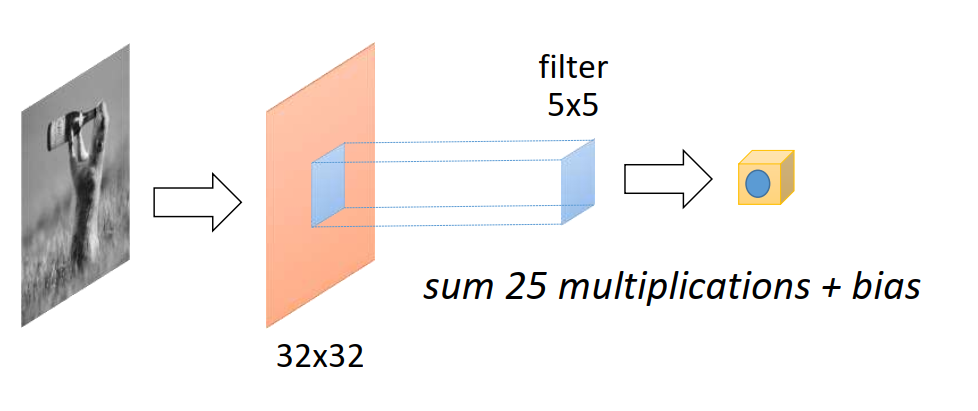 filter
5x5
sum 25 multiplications + bias
32x32